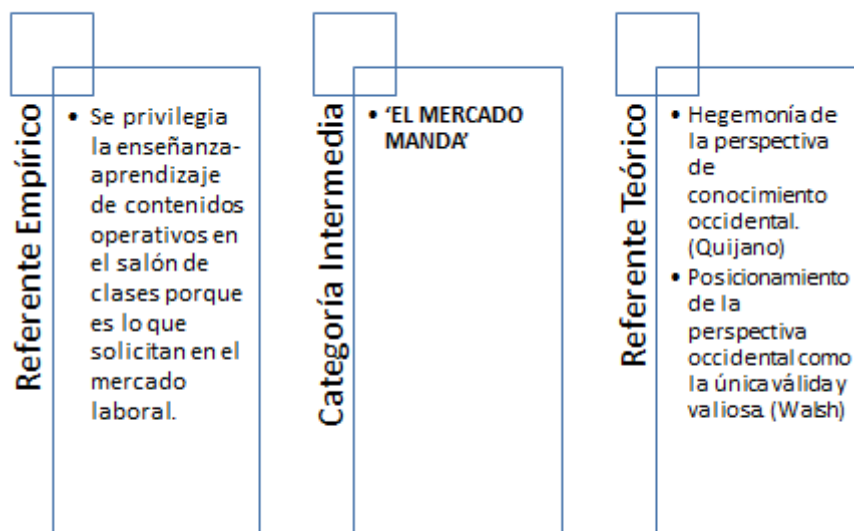 Referente Empírico
• Se privilegia
la enseñanza-
aprendizaje
de contenidos
operativos en
el salón de
clases porque
es lo que
solicitan en el
mercado
laboral.
Categoría Intermedia
• ‘EL MERCADO
MANDA’
Referente Teórico
• Hegemonía de
la perspectiva
de
conocimiento
occidental.
(Quijano)
• Posicionamiento
de la
perspectiva
occidental como
la única válida y
valiosa. (Walsh)